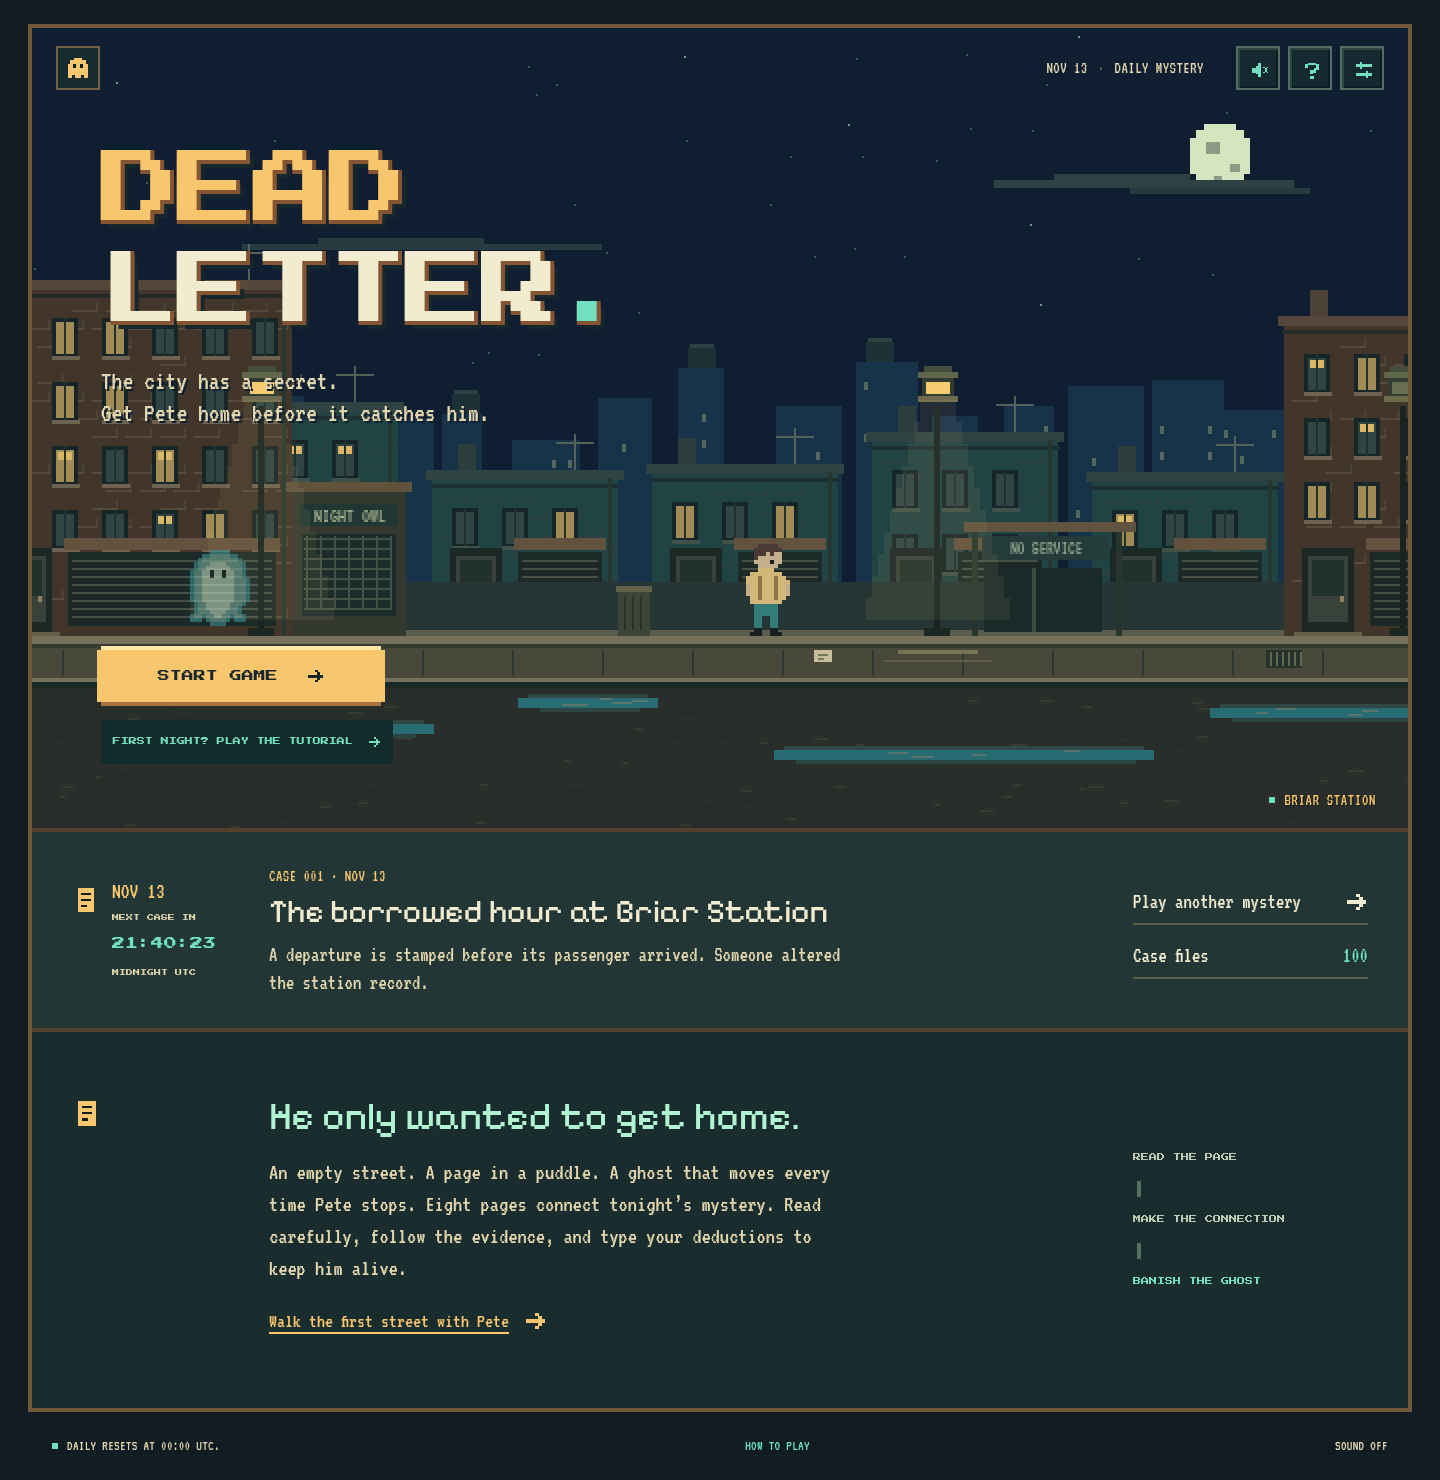 NOV 13 · DAILY MYSTERY
?
DEAD
LETTER.
The city has a secret.
Get Pete home before it catches him.
NIGHT OWL
NO SERVICE
START GAME →
FIRST NIGHT? PLAY THE TUTORIAL →
BRIAR STATION
NOV 13
NEXT CASE IN
21:40:23
MIDNIGHT UTC
CASE 001 · NOV 13
The borrowed hour at Briar Station
A departure is stamped before its passenger arrived. Someone altered
the station record.
Play another mystery →
Case files 100
He only wanted to get home.
An empty street. A page in a puddle. A ghost that moves every
time Pete stops. Eight pages connect tonight’s mystery. Read
carefully, follow the evidence, and type your deductions to
keep him alive.
Walk the first street with Pete →
READ THE PAGE
MAKE THE CONNECTION
BANISH THE GHOST
DAILY RESETS AT 00:00 UTC.
HOW TO PLAY
SOUND OFF